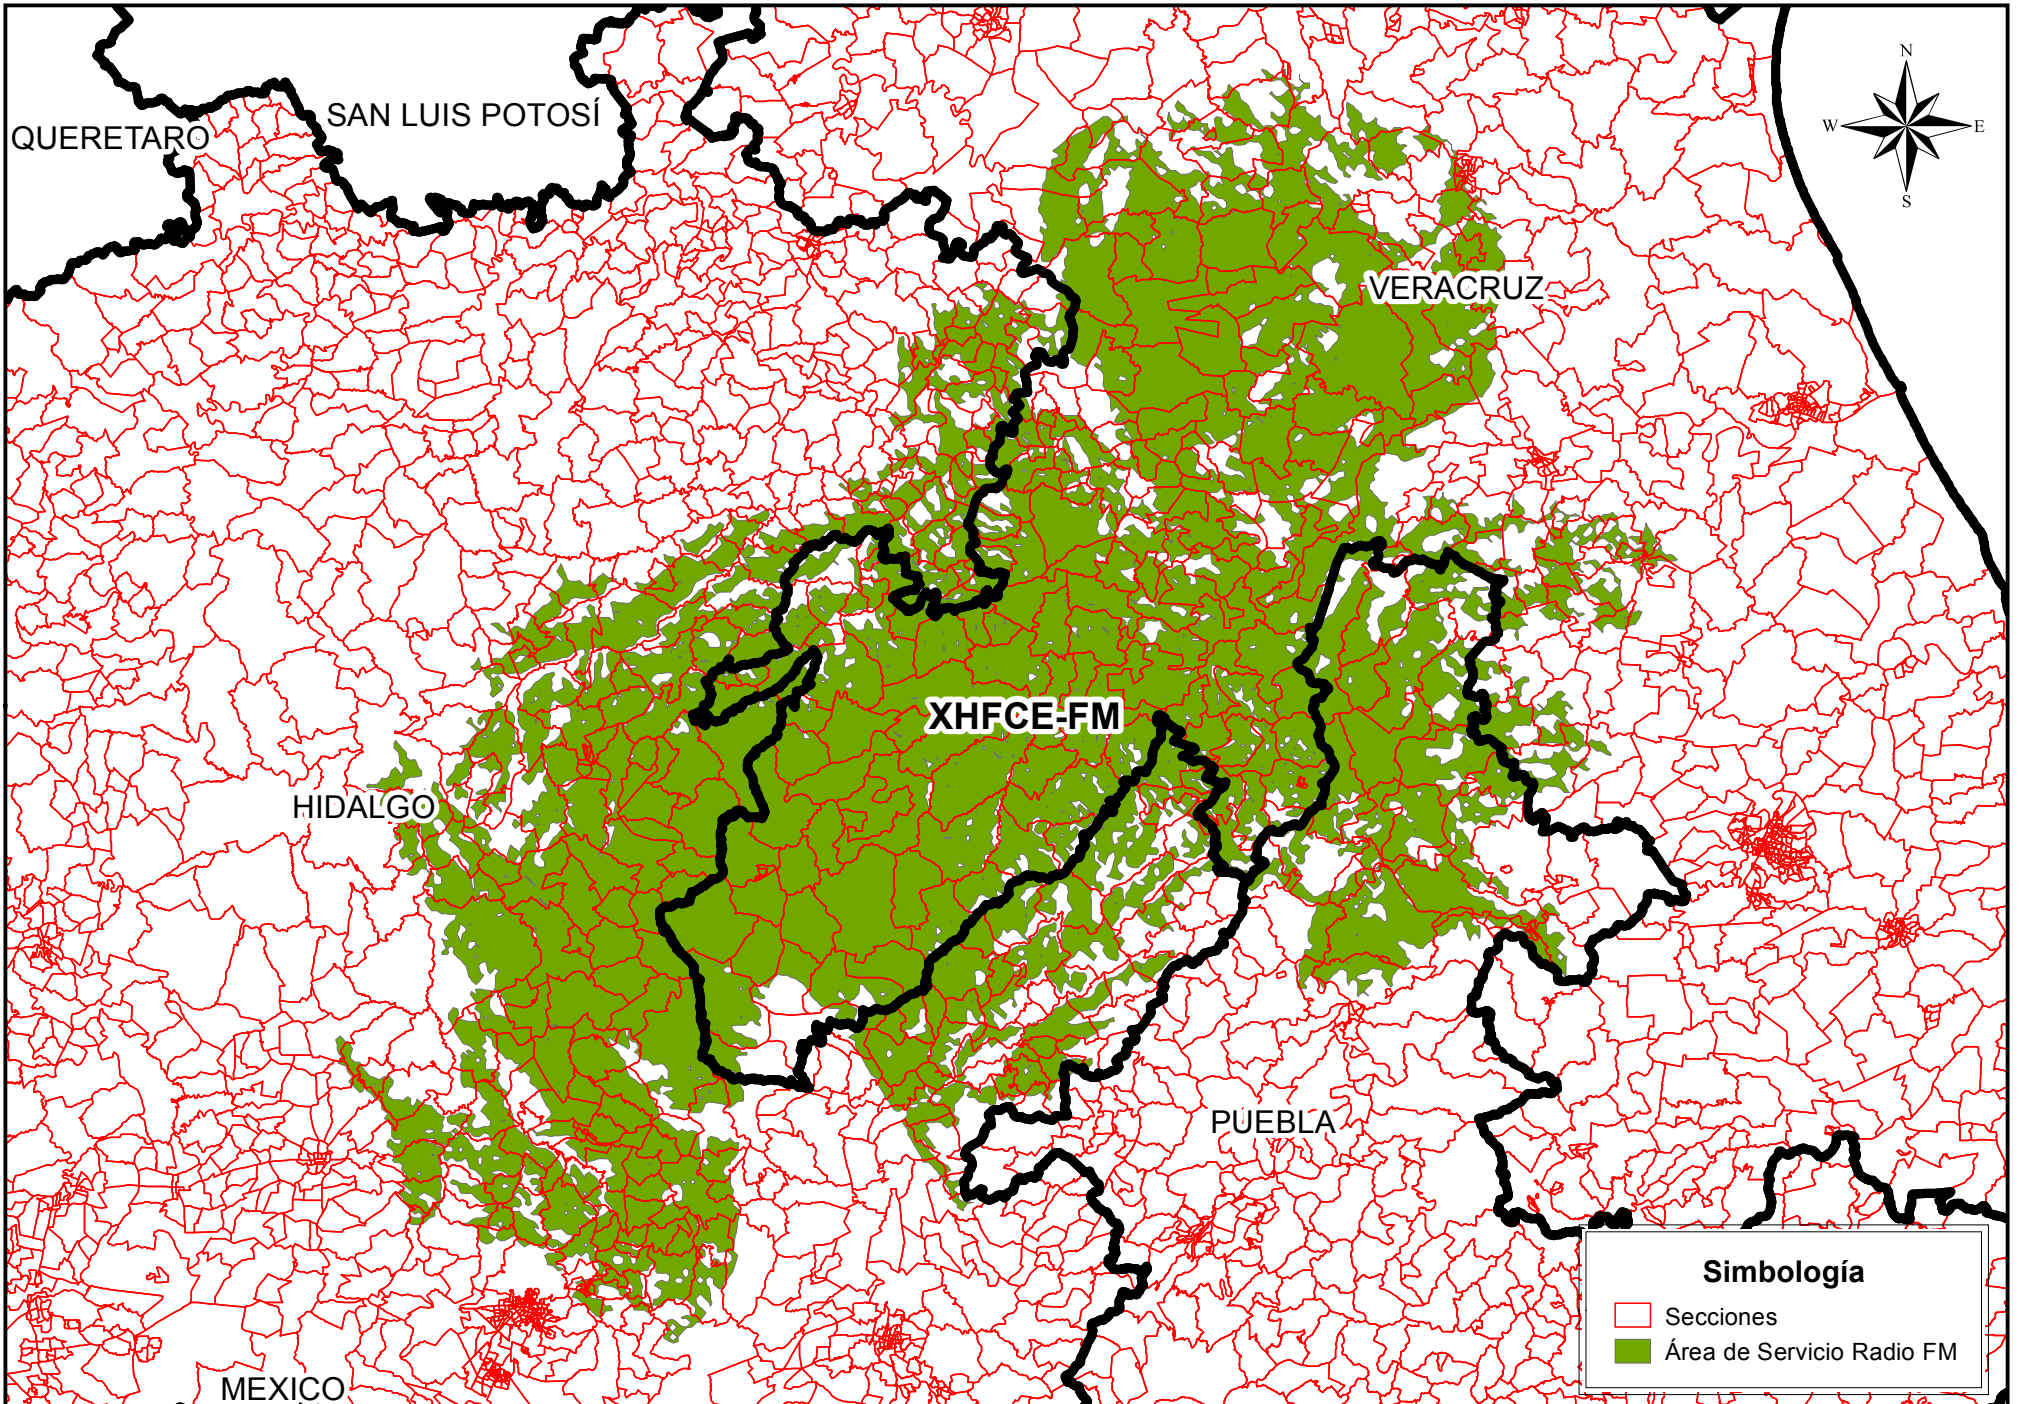 N
SAN LUIS POTOSÍ
QUERETARO
W
E
S
VERACRUZ
XHFCE-FM
HIDALGO
PUEBLA
Simbología
Secciones
Área de Servicio Radio FM
MEXICO